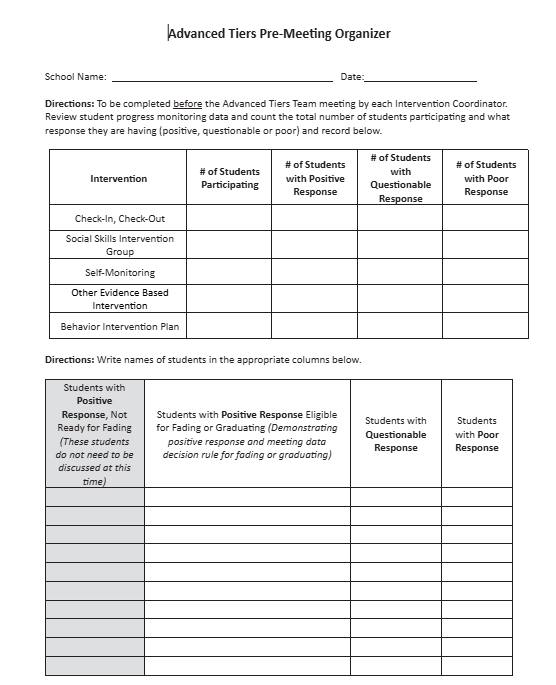 Advanced Tiers Pre-Meeting Organizer
School Name: Date:
Directions: To be completed before the Advanced Tiers Team meeting by each Intervention Coordinator.
Review student progress monitoring data and count the total number of students participating and what
response they are having (positive, questionable or poor) and record below.
Intervention
# of Students
Participating
# of Students
with Positive
Response
# of Students
with
Questionable
Response
# of Students
with Poor
Response
Check-In, Check-Out
Social Skills Intervention
Group
Self-Monitoring
Other Evidence Based
Intervention
Behavior Intervention Plan
Directions: Write names of students in the appropriate columns below.
Students with
Positive
Response, Not
Ready for Fading
(These students
do not need to be
discussed at this
time)
Students with Positive Response Eligible
for Fading or Graduating (Demonstrating
positive response and meeting data
decision rule for fading or graduating)
Students with
Questionable
Response
Students
with Poor
Response